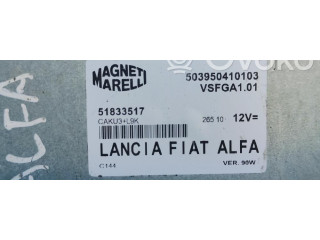 MAGNETI
MARELLI
503950410103
VSFGA1.01
51833517
CAKU3+L9K
265 10 12V=
LANCIA FIAT ALFA
C144
VER. 90W
ALFA